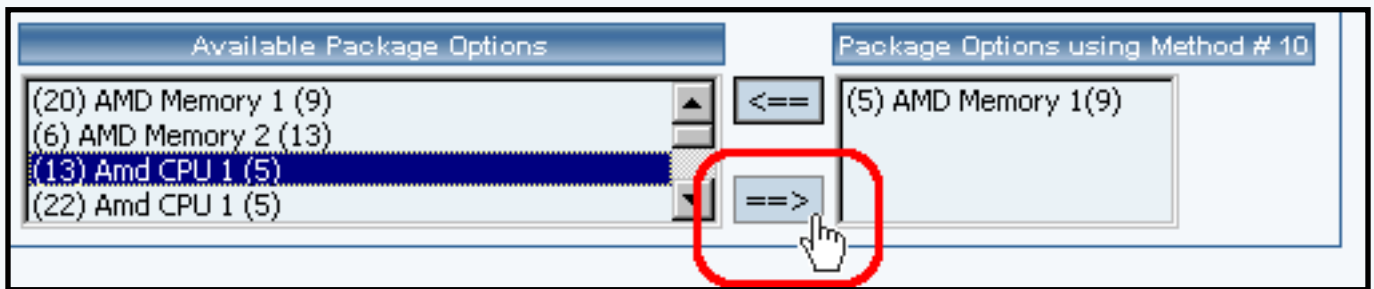 Available Package Options
Package Options using Method # 10
(20) AMD Memory 1 (9)
(6) AMD Memory 2 (13)
(13) Amd CPU 1 (5)
(22) Amd CPU 1 (5)
<==
==>
(5) AMD Memory 1(9)